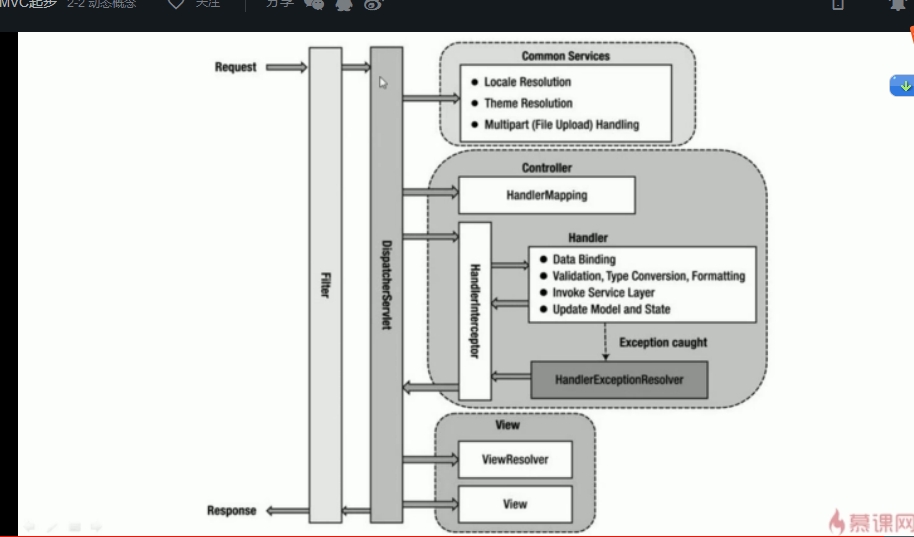 MVC起步 2-2 动态概念 关注 分享
Common Services
Request
● Locale Resolution
● Theme Resolution
● Multipart (File Upload) Handling
Controller
HandlerMapping
Handler
● Data Binding
● Validation, Type Conversion, Formatting
● Invoke Service Layer
● Update Model and State
Filter
DispatcherServlet
HandlerInterceptor
Exception caught
HandlerExceptionResolver
View
ViewResolver
View
Response
慕课网